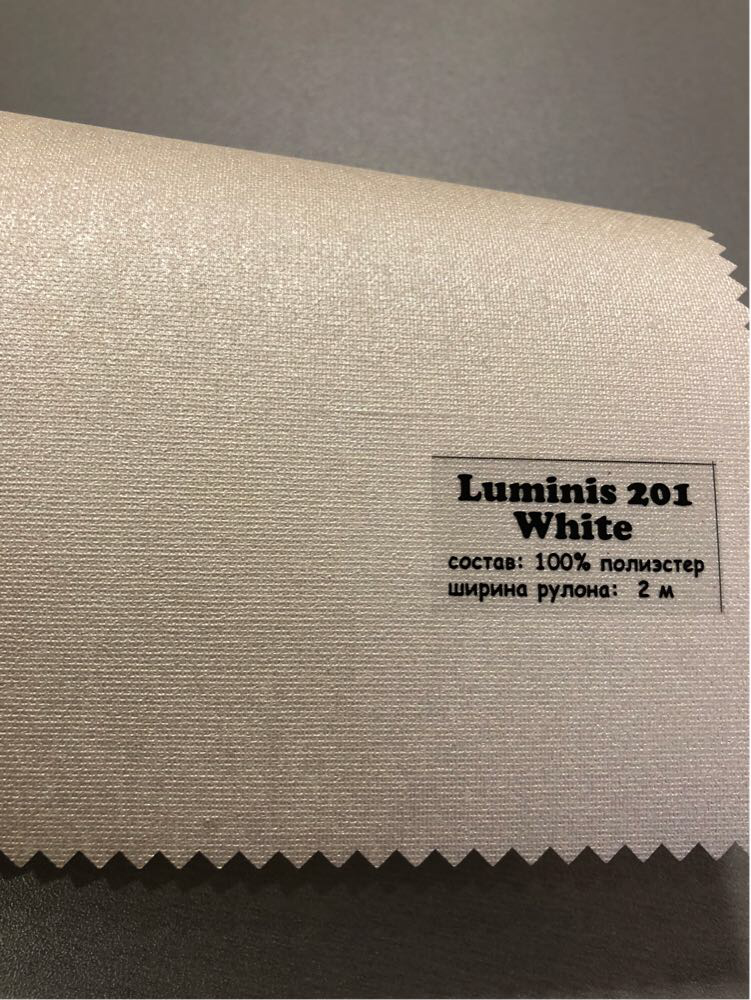 Luminis 201
White
состав: 100% полиэстер
ширина рулона: 2 м